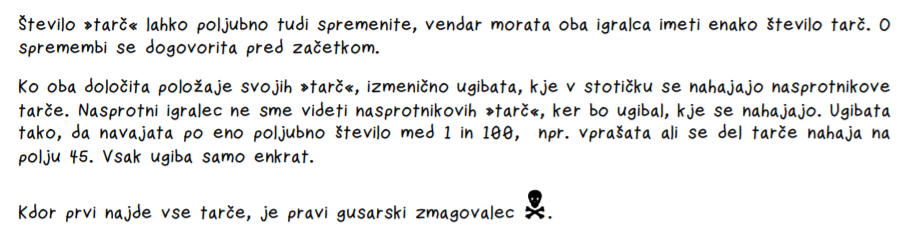 Število »tarč« lahko poljubno tudi spremenite, vendar morata oba igralca imeti enako število tarč. O
spremembi se dogovorita pred začetkom.
Ko oba določita položaje svojih »tarč«, izmenično ugibata, kje v stotičku se nahajajo nasprotnikove
tarče. Nasprotni igralec ne sme videti nasprotnikovih »tarč«, ker bo ugibal, kje se nahajajo. Ugibata
tako, da navajata po eno poljubno število med 1 in 100, npr. vprašata ali se del tarče nahaja na
polju 45. Vsak ugiba samo enkrat.
Kdor prvi najde vse tarče, je pravi gusarski zmagovalec ☠.